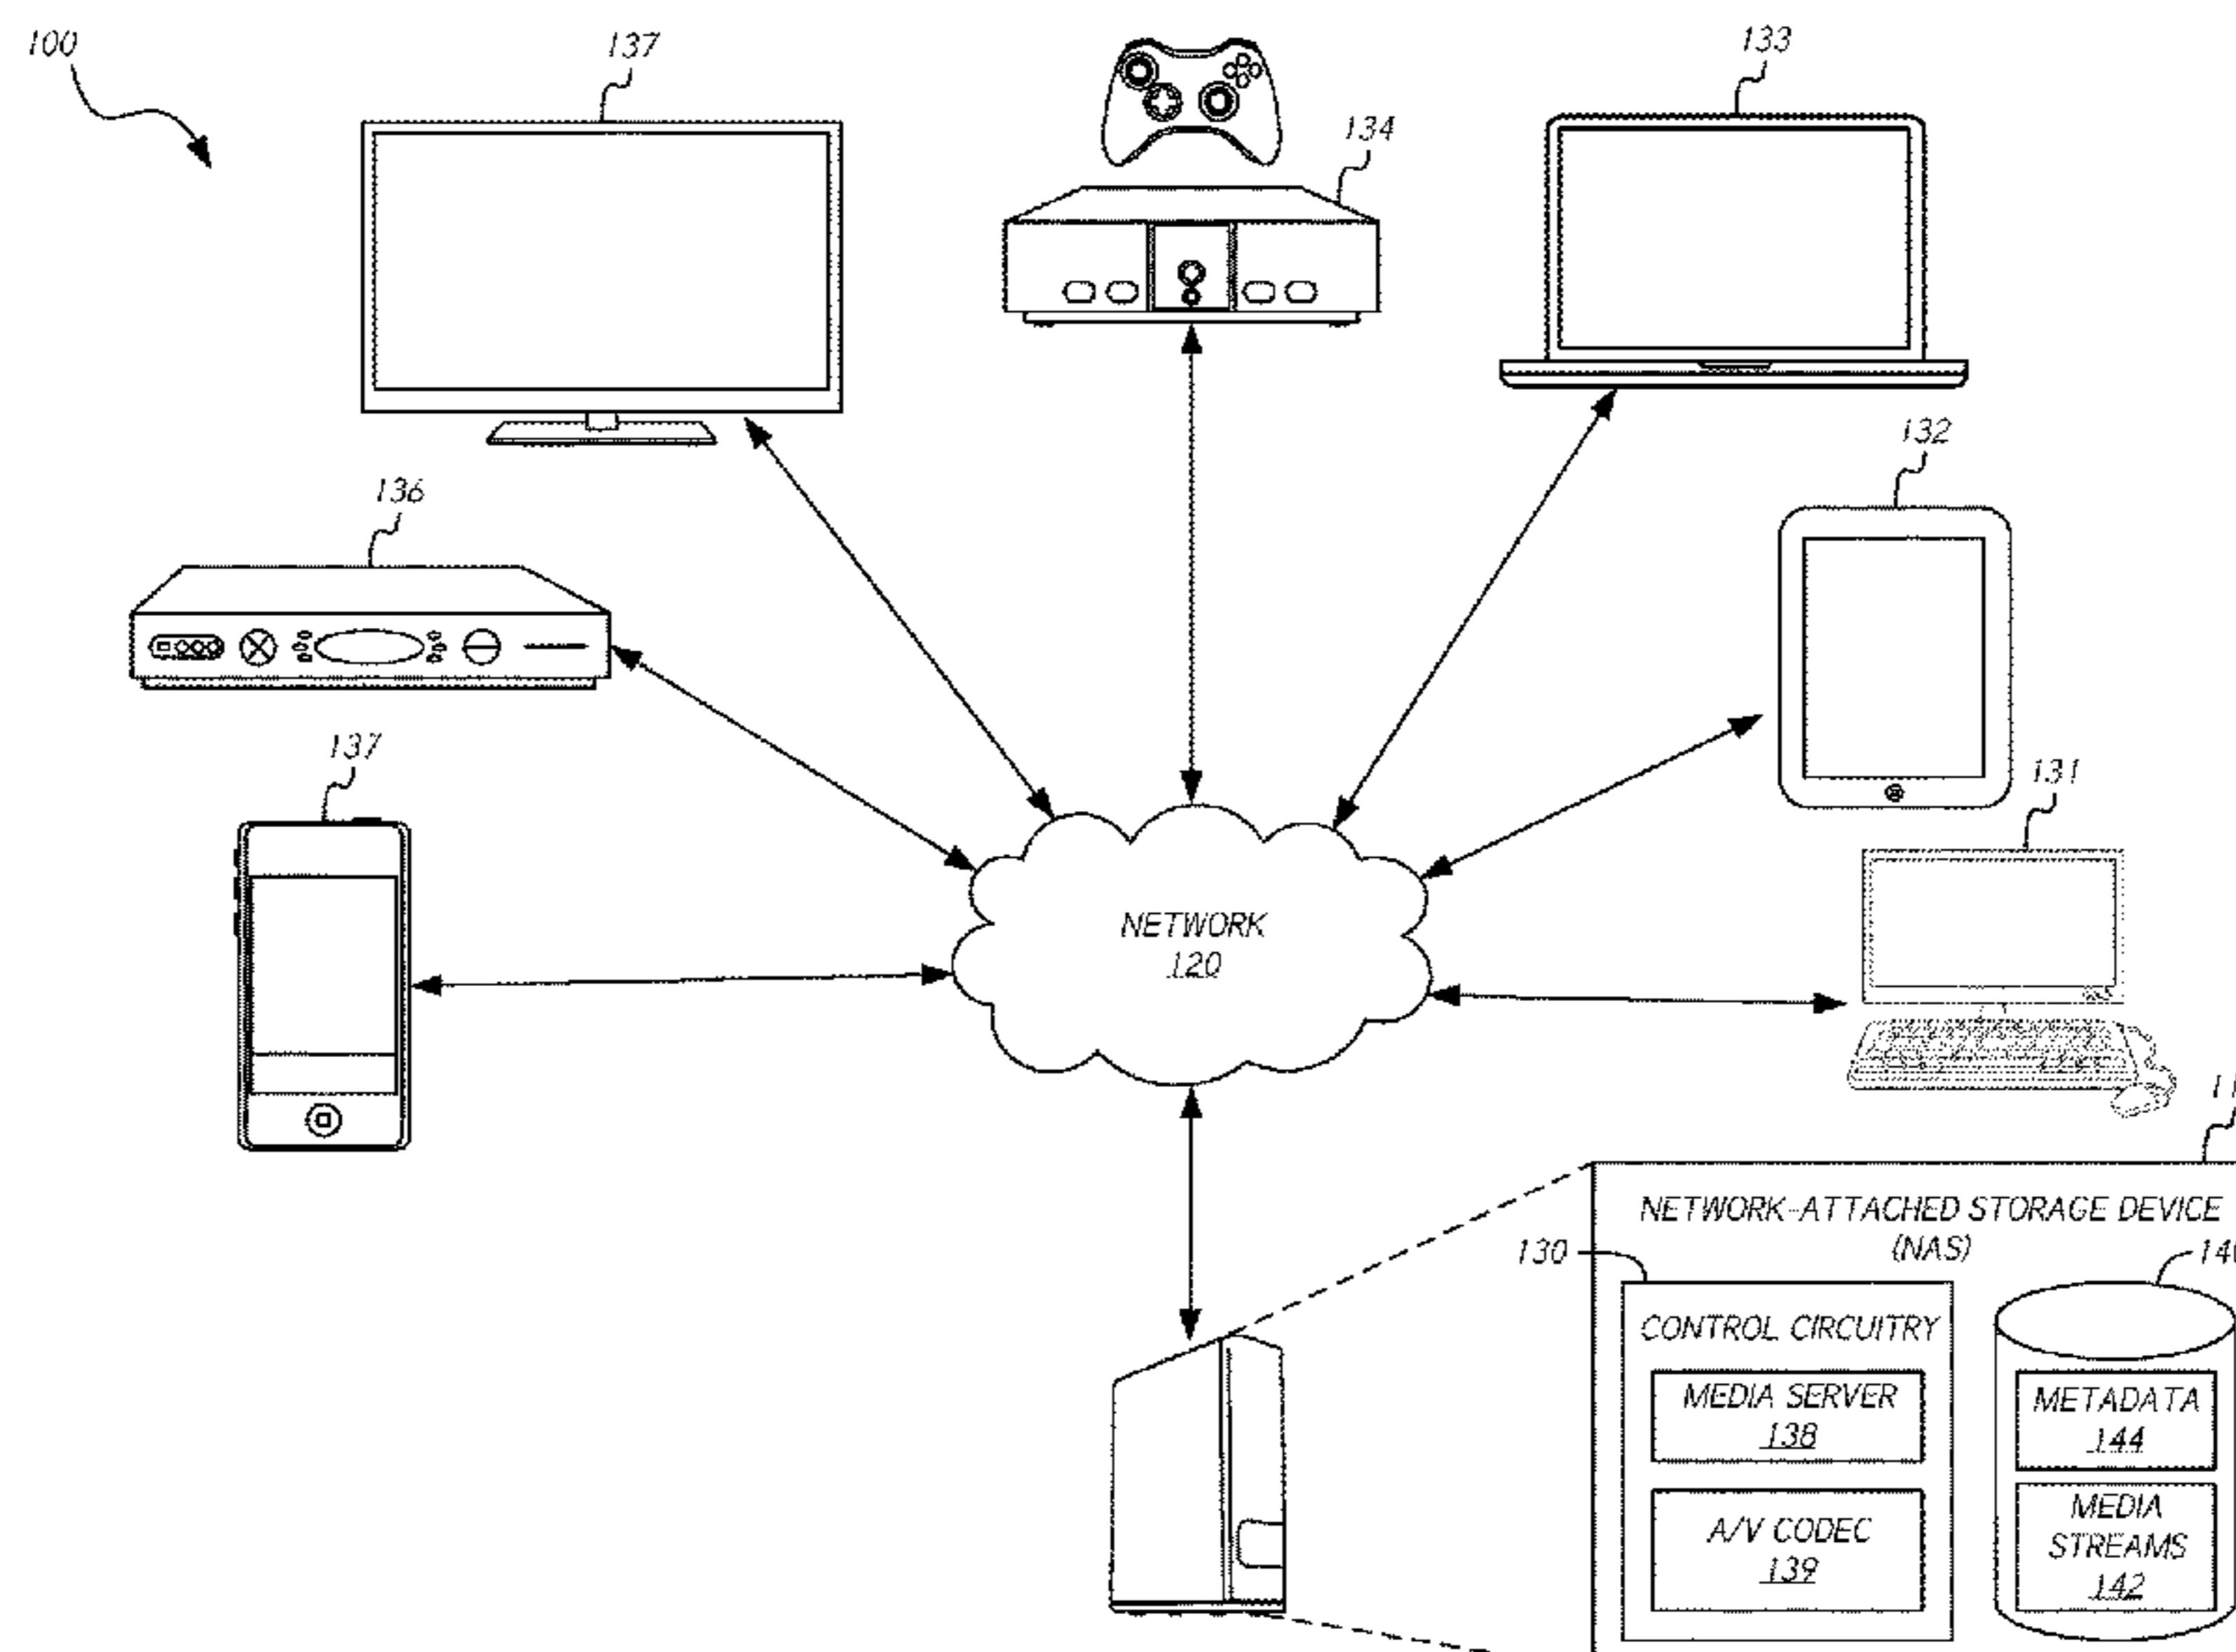 100
137
133
134
132
136
137
131
NETWORK
120
NETWORK-ATTACHED STORAGE DEVICE
(NAS)
130
CONTROL CIRCUITRY
MEDIA SERVER
138
METADATA
144
A/V CODEC
139
MEDIA
STREAMS
142